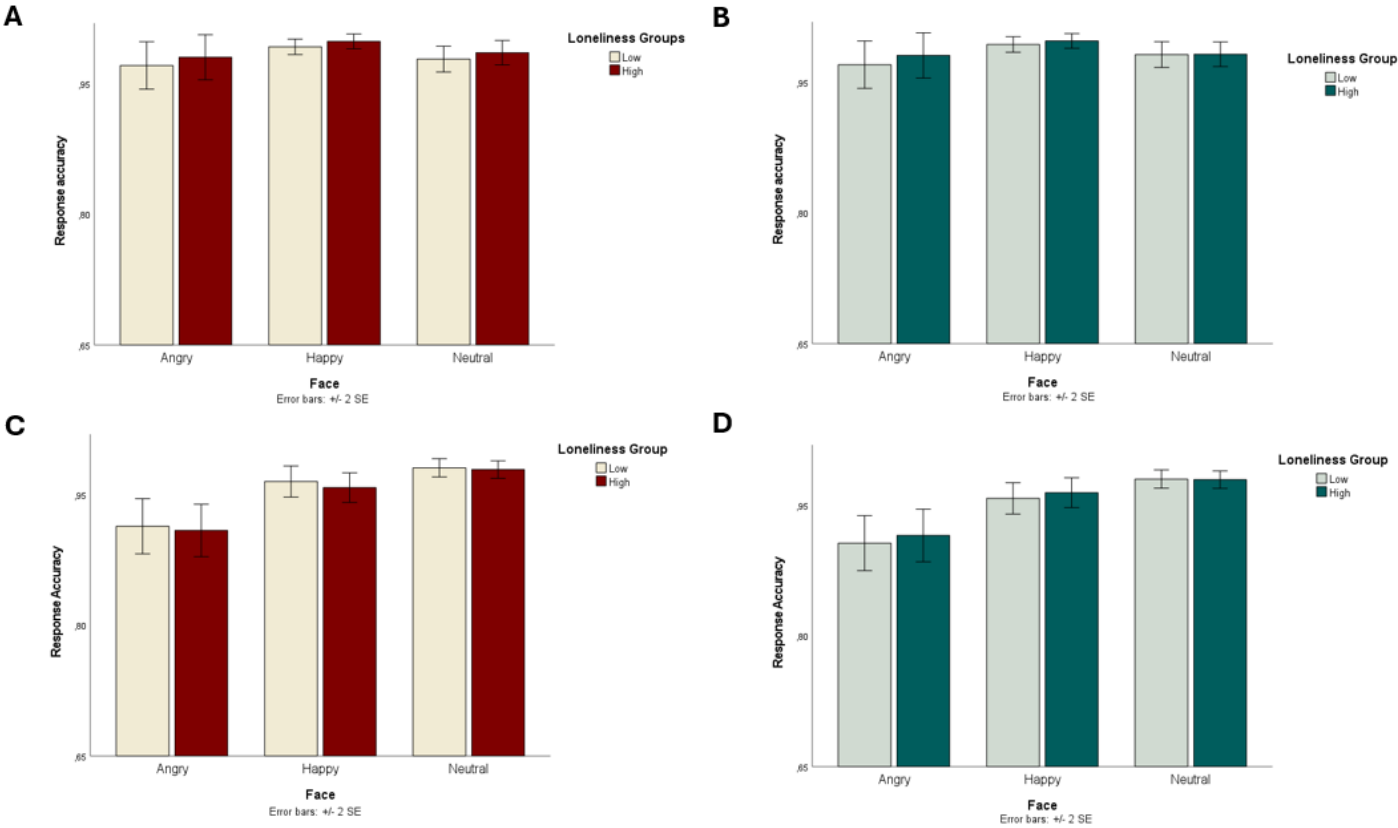 A
Loneliness Groups
Low
High
Response accuracy
,95
,80
,65
Angry
Happy
Neutral
Face
Error bars: +/- 2 SE
B
Loneliness Group
Low
High
Response accuracy
,95
,80
,65
Angry
Happy
Neutral
Face
Error bars: +/- 2 SE
C
Loneliness Group
Low
High
Response Accuracy
,95
,80
,65
Angry
Happy
Neutral
Face
Error bars: +/- 2 SE
D
Loneliness Group
Low
High
Response Accuracy
,95
,80
,65
Angry
Happy
Neutral
Face
Error bars: +/- 2 SE